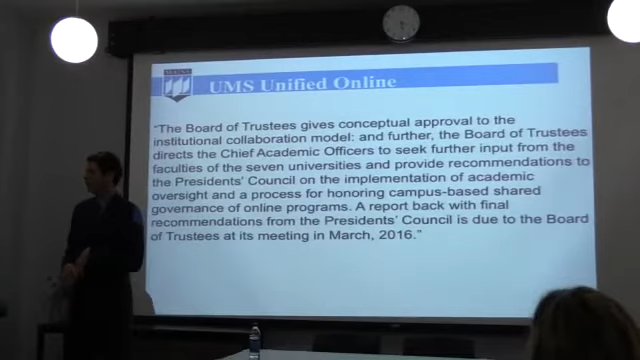 MAINE
UMS Unified Online
"The Board of Trustees gives conceptual approval to the
institutional collaboration model: and further, the Board of Trustees
directs the Chief Academic Officers to seek further input from the
faculties of the seven universities and provide recommendations to
the Presidents' Council on the implementation of academic
oversight and a process for honoring campus-based shared
governance of online programs. A report back with final
recommendations from the Presidents' Council is due to the Board
of Trustees at its meeting in March, 2016."